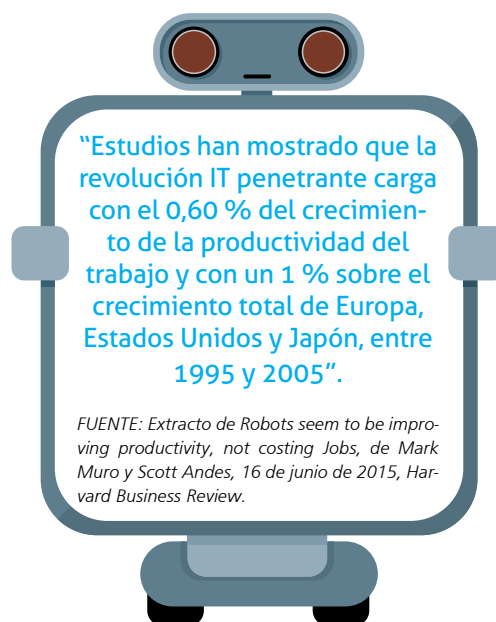 “Estudios han mostrado que la
revolución IT penetrante carga
con el 0,60 % del crecimien-
to de la productividad del
trabajo y con un 1 % sobre el
crecimiento total de Europa,
Estados Unidos y Japón, entre
1995 y 2005”.
FUENTE: Extracto de Robots seem to be impro-
ving productivity, not costing Jobs, de Mark
Muro y Scott Andes, 16 de junio de 2015, Har-
vard Business Review.